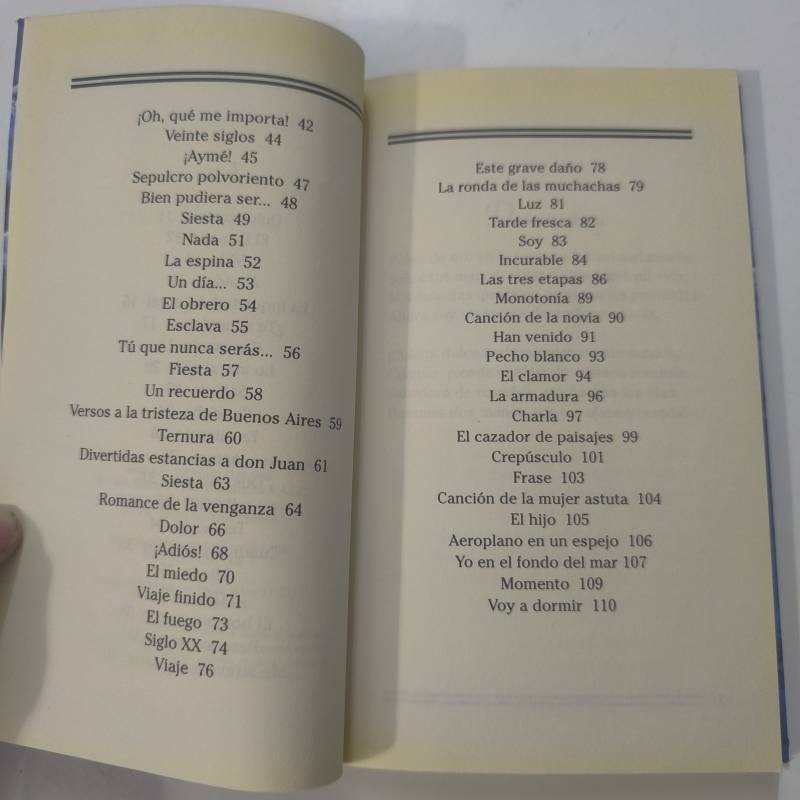 ¡Oh, qué me importa! 42
Veinte siglos 44
¡Aymé! 45
Sepulcro polvoriento 47
Bien pudiera ser... 48
Siesta 49
Nada 51
La espina 52
Un día... 53
El obrero 54
Esclava 55
Tú que nunca serás... 56
Fiesta 57
Un recuerdo 58
Versos a la tristeza de Buenos Aires 59
Ternura 60
Divertidas estancias a don Juan 61
Siesta 63
Romance de la venganza 64
Dolor 66
¡Adiós! 68
El miedo 70
Viaje finido 71
El fuego 73
Siglo XX 74
Viaje 76
Este grave daño 78
La ronda de las muchachas 79
Luz 81
Tarde fresca 82
Soy 83
Incurable 84
Las tres etapas 86
Monotonía 89
Canción de la novia 90
Han venido 91
Pecho blanco 93
El clamor 94
La armadura 96
Charla 97
El cazador de paisajes 99
Crepúsculo 101
Frase 103
Canción de la mujer astuta 104
El hijo 105
Aeroplano en un espejo 106
Yo en el fondo del mar 107
Momento 109
Voy a dormir 110